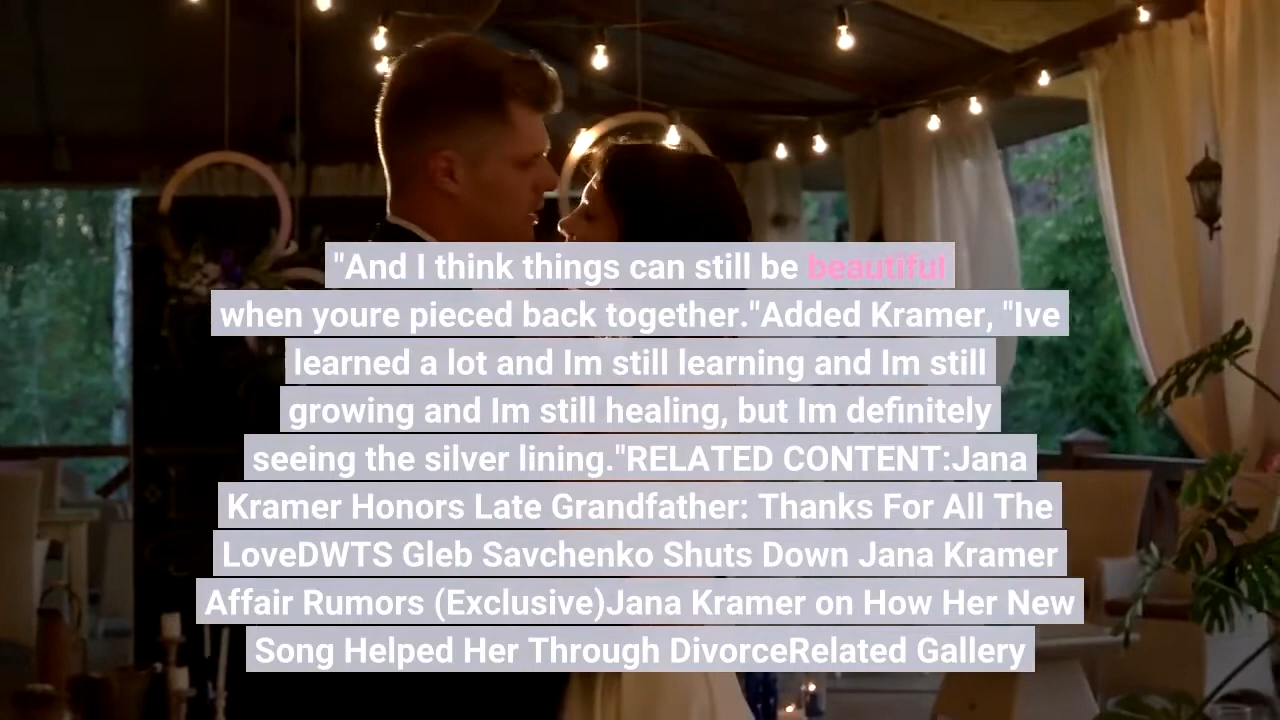 "And I think things can still be beautiful
when youre pieced back together."Added Kramer, "Ive
learned a lot and Im still learning and Im still
growing and Im still healing, but Im definitely
seeing the silver lining."RELATED CONTENT:Jana
Kramer Honors Late Grandfather: Thanks For All The
LoveDWTS Gleb Savchenko Shuts Down Jana Kramer
Affair Rumors (Exclusive)Jana Kramer on How Her New
Song Helped Her Through DivorceRelated Gallery